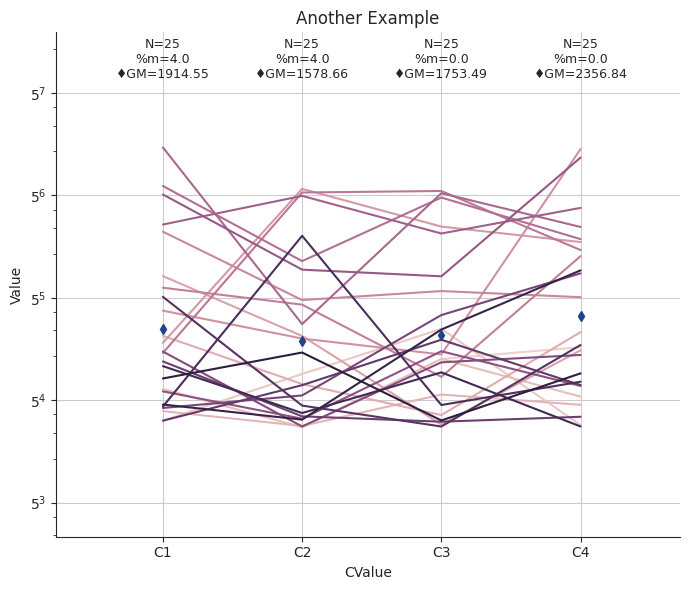 Another Example
N=25 N=25 N=25 N=25
%m=4.0 %m=4.0 %m=0.0 %m=0.0
♦GM=1914.55 ♦GM=1578.66 ♦GM=1753.49 ♦GM=2356.84
5⁷
5⁶
5⁵
5⁴
5³
Value
C1 C2 C3 C4
CValue